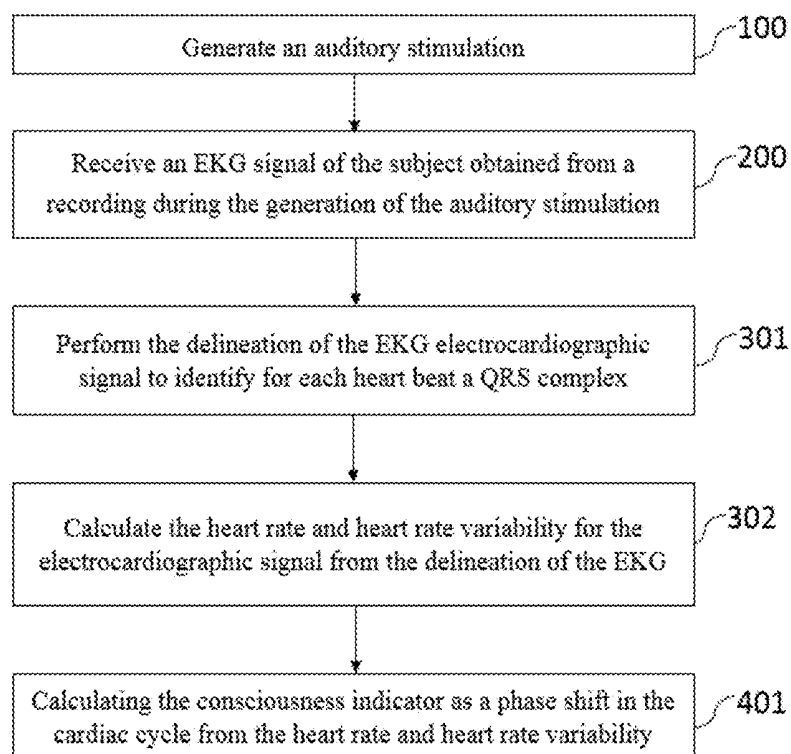 Generate an auditory stimulation
100
Receive an EKG signal of the subject obtained from a
recording during the generation of the auditory stimulation
200
Perform the delineation of the EKG electrocardiographic
signal to identify for each heart beat a QRS complex
301
Calculate the heart rate and heart rate variability for the
electrocardiographic signal from the delineation of the EKG
302
Calculating the consciousness indicator as a phase shift in the
cardiac cycle from the heart rate and heart rate variability
401